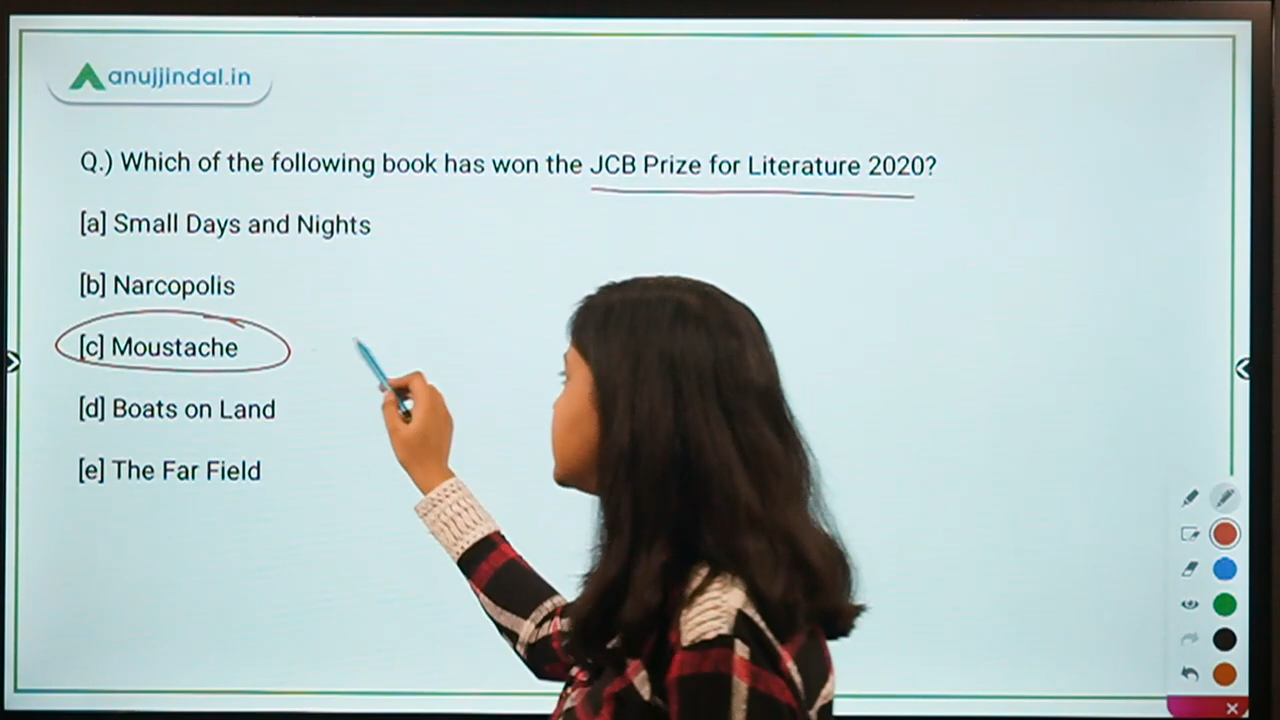 anujjindal.in
Q.) Which of the following book has won the JCB Prize for Literature 2020?
[a] Small Days and Nights
[b] Narcopolis
[c] Moustache
[d] Boats on Land
[e] The Far Field